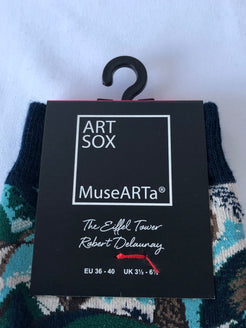 ART
SOX
MuseARTa®
The Eiffel Tower
Robert Delaunay
EU 36 - 40 UK 3½ - 6½